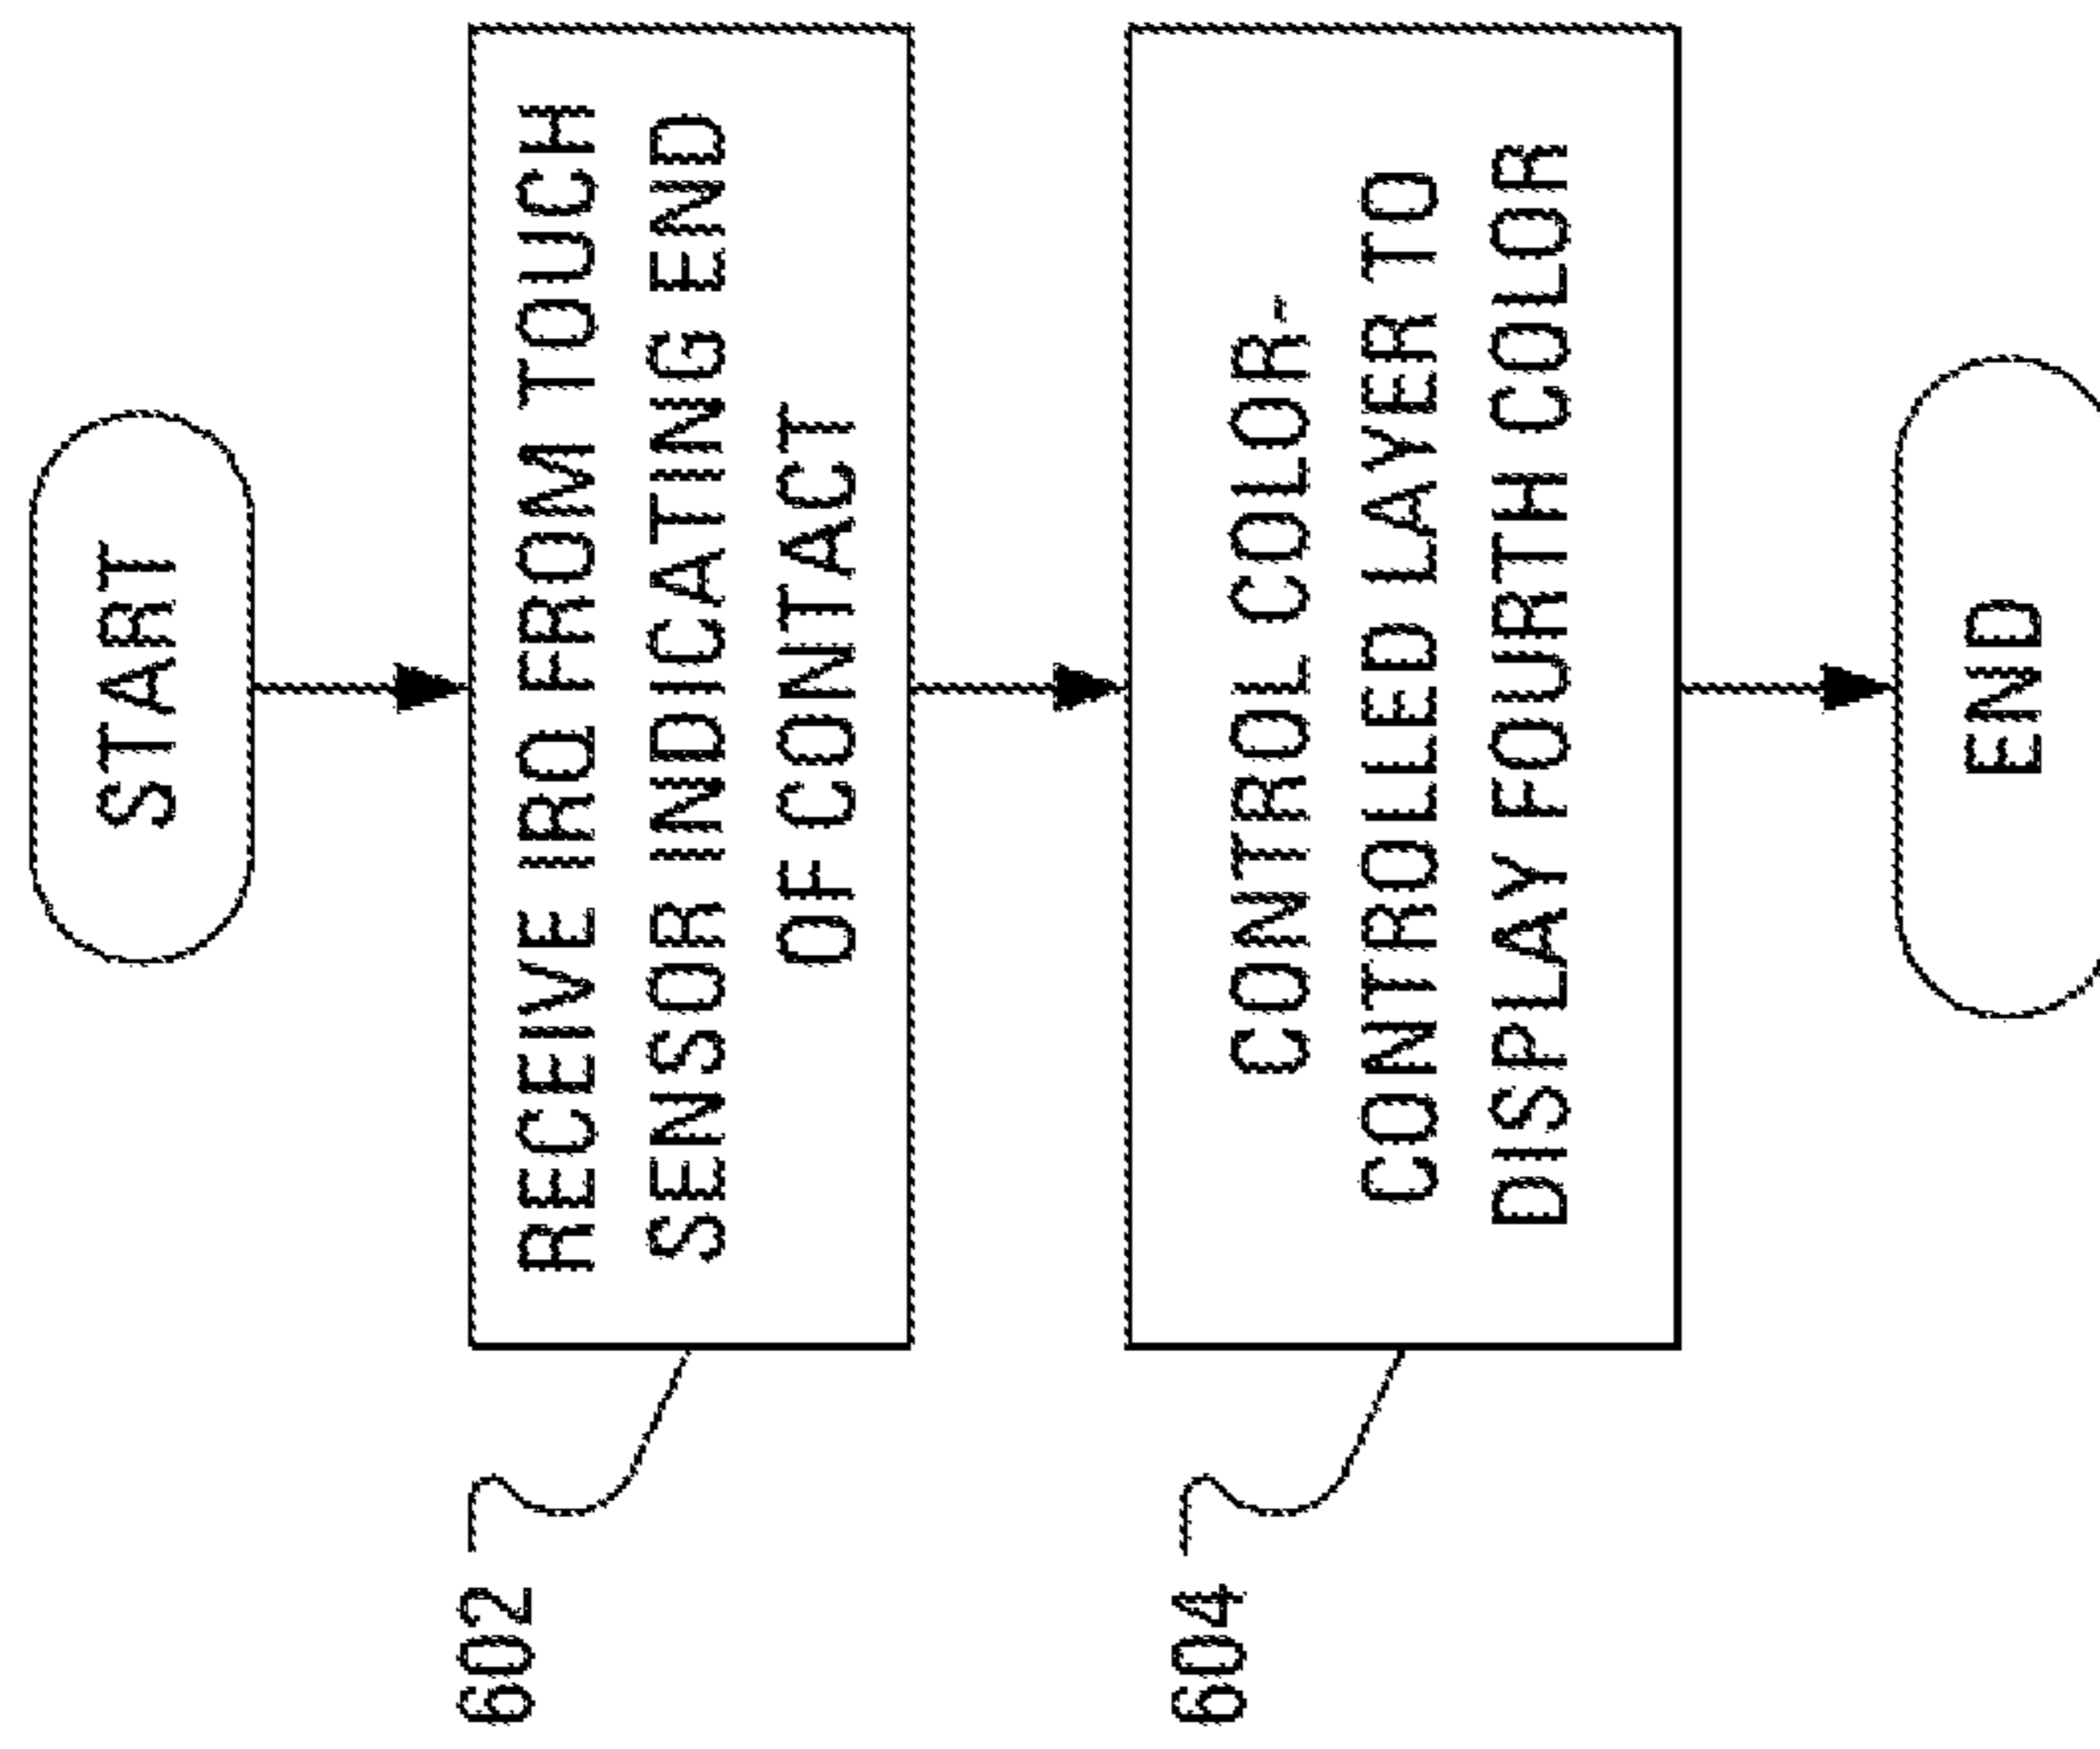 START
RECEIVE IRQ FROM TOUCH
SENSOR INDICATING END
OF CONTACT
602
CONTROL COLOR-
CONTROLLED LAYER TO
DISPLAY FOURTH COLOR
604
END